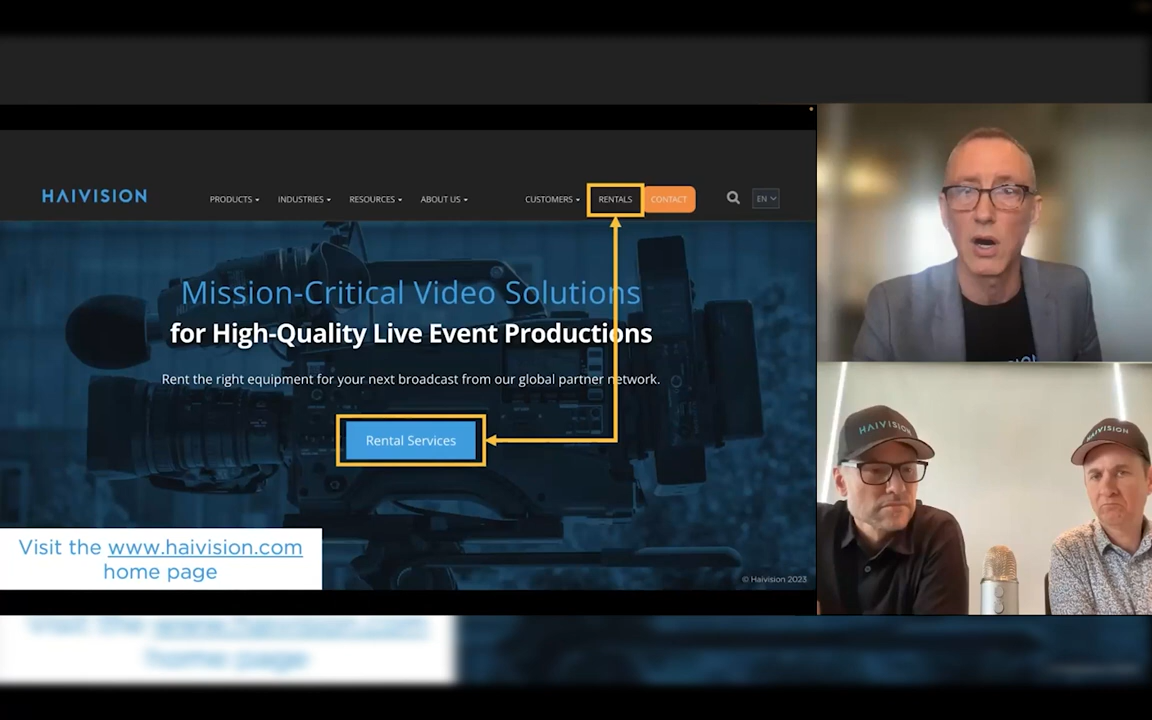 HAIVISION
PRODUCTS INDUSTRIES RESOURCES ABOUT US CUSTOMERS RENTALS CONTACT EN
Mission-Critical Video Solutions
for High-Quality Live Event Productions
Rent the right equipment for your next broadcast from our global partner network.
Rental Services
Visit the www.haivision.com
home page
© Haivision 2023
HAIVISION
HAIVISION